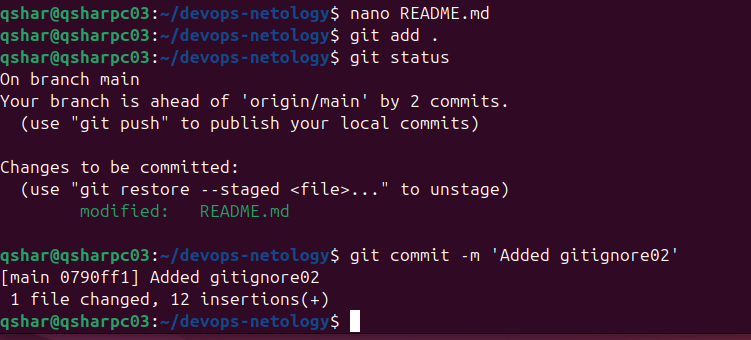 qshar@qsharpc03:~/devops-netology$ nano README.md
qshar@qsharpc03:~/devops-netology$ git add .
qshar@qsharpc03:~/devops-netology$ git status
On branch main
Your branch is ahead of 'origin/main' by 2 commits.
  (use "git push" to publish your local commits)

Changes to be committed:
  (use "git restore --staged <file>..." to unstage)
        modified:   README.md

qshar@qsharpc03:~/devops-netology$ git commit -m 'Added gitignore02'
[main 0790ff1] Added gitignore02
 1 file changed, 12 insertions(+)
qshar@qsharpc03:~/devops-netology$